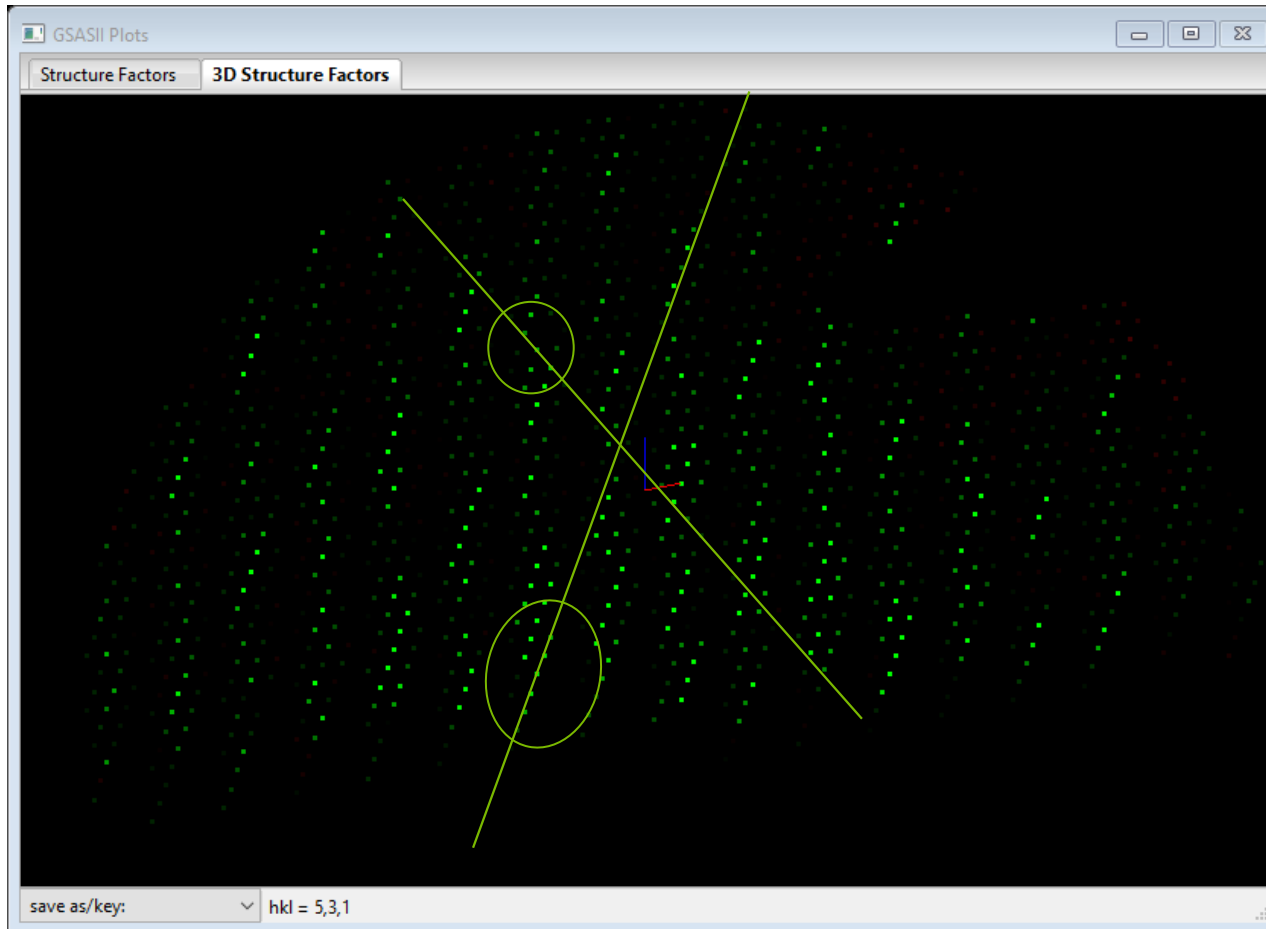 GSASII Plots
Structure Factors
3D Structure Factors
save as/key:
hkl = 5,3,1